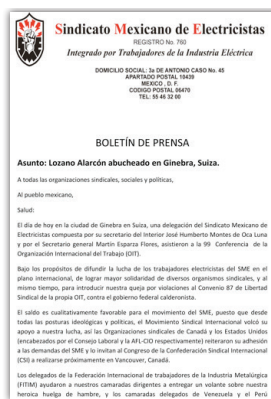 Sindicato Mexicano de Electricistas
REGISTRO No. 760
Integrado por Trabajadores de la Industria Eléctrica
DOMICILIO SOCIAL: 3a DE ANTONIO CASO No. 45
APARTADO POSTAL 10439
MEXICO , D. F.
CODIGO POSTAL 06470
TEL: 55 46 32 00
BOLETÍN DE PRENSA
Asunto: Lozano Alarcón abucheado en Ginebra, Suiza.
A todas las organizaciones sindicales, sociales y políticas,
Al pueblo mexicano,
Salud:
El día de hoy en la ciudad de Ginebra en Suiza, una delegación del Sindicato Mexicano de
Electricistas compuesta por su secretario del Interior José Humberto Montes de Oca Luna
y por el Secretario general Martín Esparza Flores, asistieron a la 99 Conferencia de la
Organización Internacional del Trabajo (OIT).
Bajo los propósitos de difundir la lucha de los trabajadores electricistas del SME en el
plano internacional, de lograr mayor solidaridad de diversos organismos sindicales, y al
mismo tiempo, para introducir nuestra queja por violaciones al Convenio 87 de Libertad
Sindical de la propia OIT, contra el gobierno federal calderonista.
El saldo es cualitativamente favorable para el movimiento del SME, puesto que desde
todas las posturas ideológicas y políticas, el Movimiento Sindical Internacional volcó su
apoyo a nuestra lucha, así las Organizaciones sindicales de Canadá y los Estados Unidos
(encabezados por el Consejo Laboral y la AFL-CIO respectivamente) reiteraron su adhesión
a las demandas del SME y lo invitan al Congreso de la Confederación Sindical Internacional
(CSI) a realizarse próximamente en Vancouver, Canadá.
Los delegados de la Federación Internacional de trabajadores de la Industria Metalúrgica
(FITIM) ayudaron a nuestros camaradas dirigentes a entregar un volante sobre nuestra
heroica huelga de hambre, y los camaradas delegados de Venezuela y el Perú